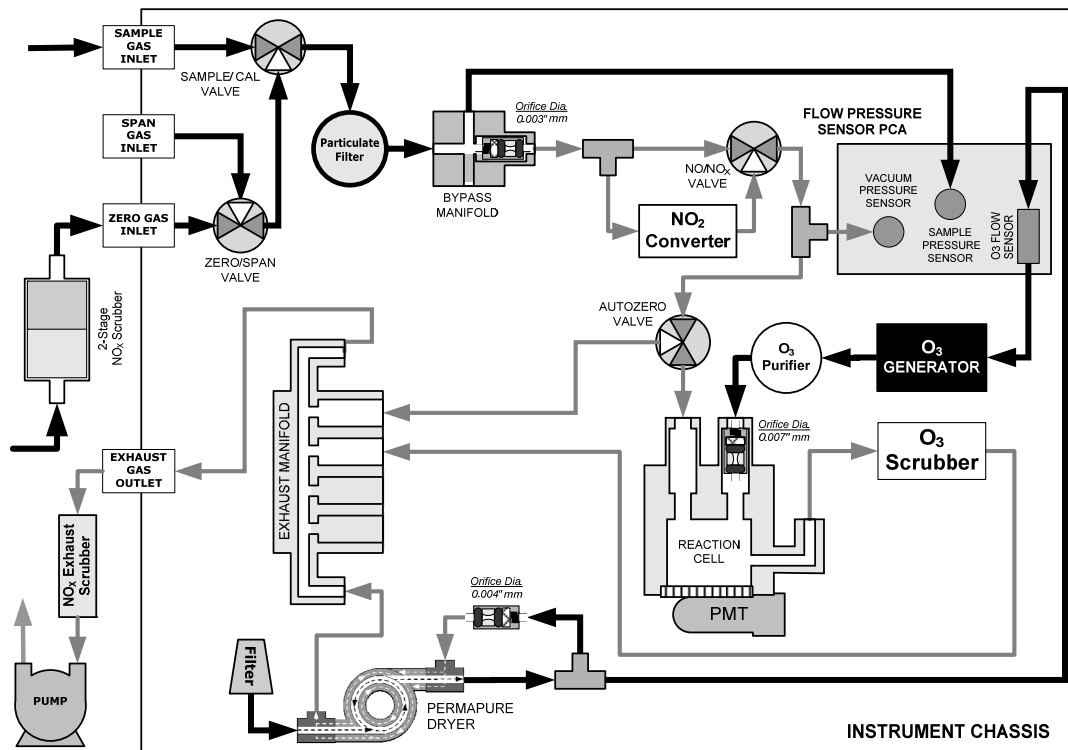 SAMPLE
GAS
INLET
SAMPLE/ CAL
VALVE
SPAN
GAS
INLET
ZERO GAS
INLET
ZERO/SPAN
VALVE
2-Stage
NOX Scrubber
Particulate
Filter
Orifice Dia.
0.003" mm
BYPASS
MANIFOLD
NO/NOX
VALVE
NO2
Converter
FLOW PRESSURE
SENSOR PCA
VACUUM
PRESSURE
SENSOR
SAMPLE
PRESSURE
SENSOR
O3 FLOW
SENSOR
AUTOZERO
VALVE
O3
Purifier
O3
GENERATOR
EXHAUST MANIFOLD
Orifice Dia.
0.007" mm
O3
Scrubber
EXHAUST
GAS
OUTLET
REACTION
CELL
PMT
NOX Exhaust
Scrubber
Orifice Dia.
0.004" mm
Filter
PUMP
PERMAPURE
DRYER
INSTRUMENT CHASSIS